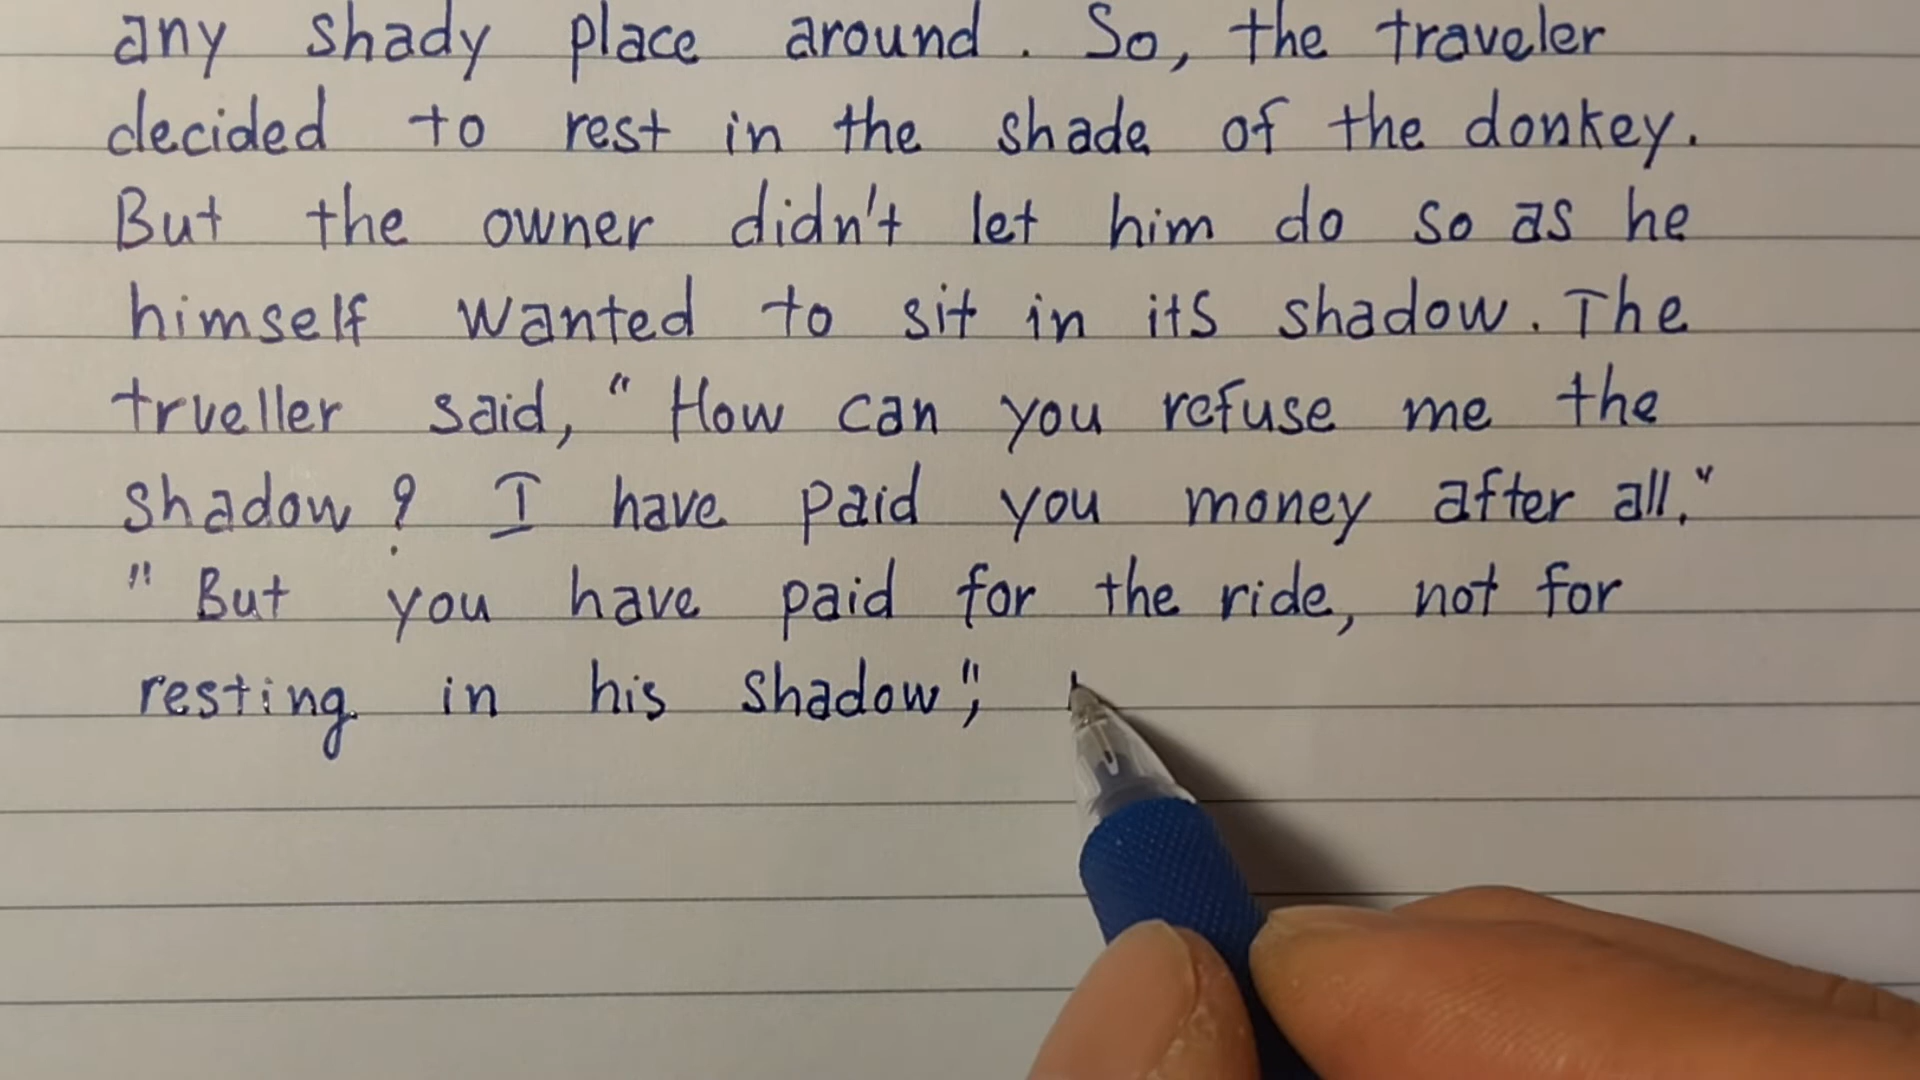 any shady place around. So, the traveler
decided to rest in the shade of the donkey.
But the owner didn't let him do so as he
himself wanted to sit in its shadow. The
trveller said, "How can you refuse me the
shadow? I have paid you money after all."
"But you have paid for the ride, not for
resting in his shadow",